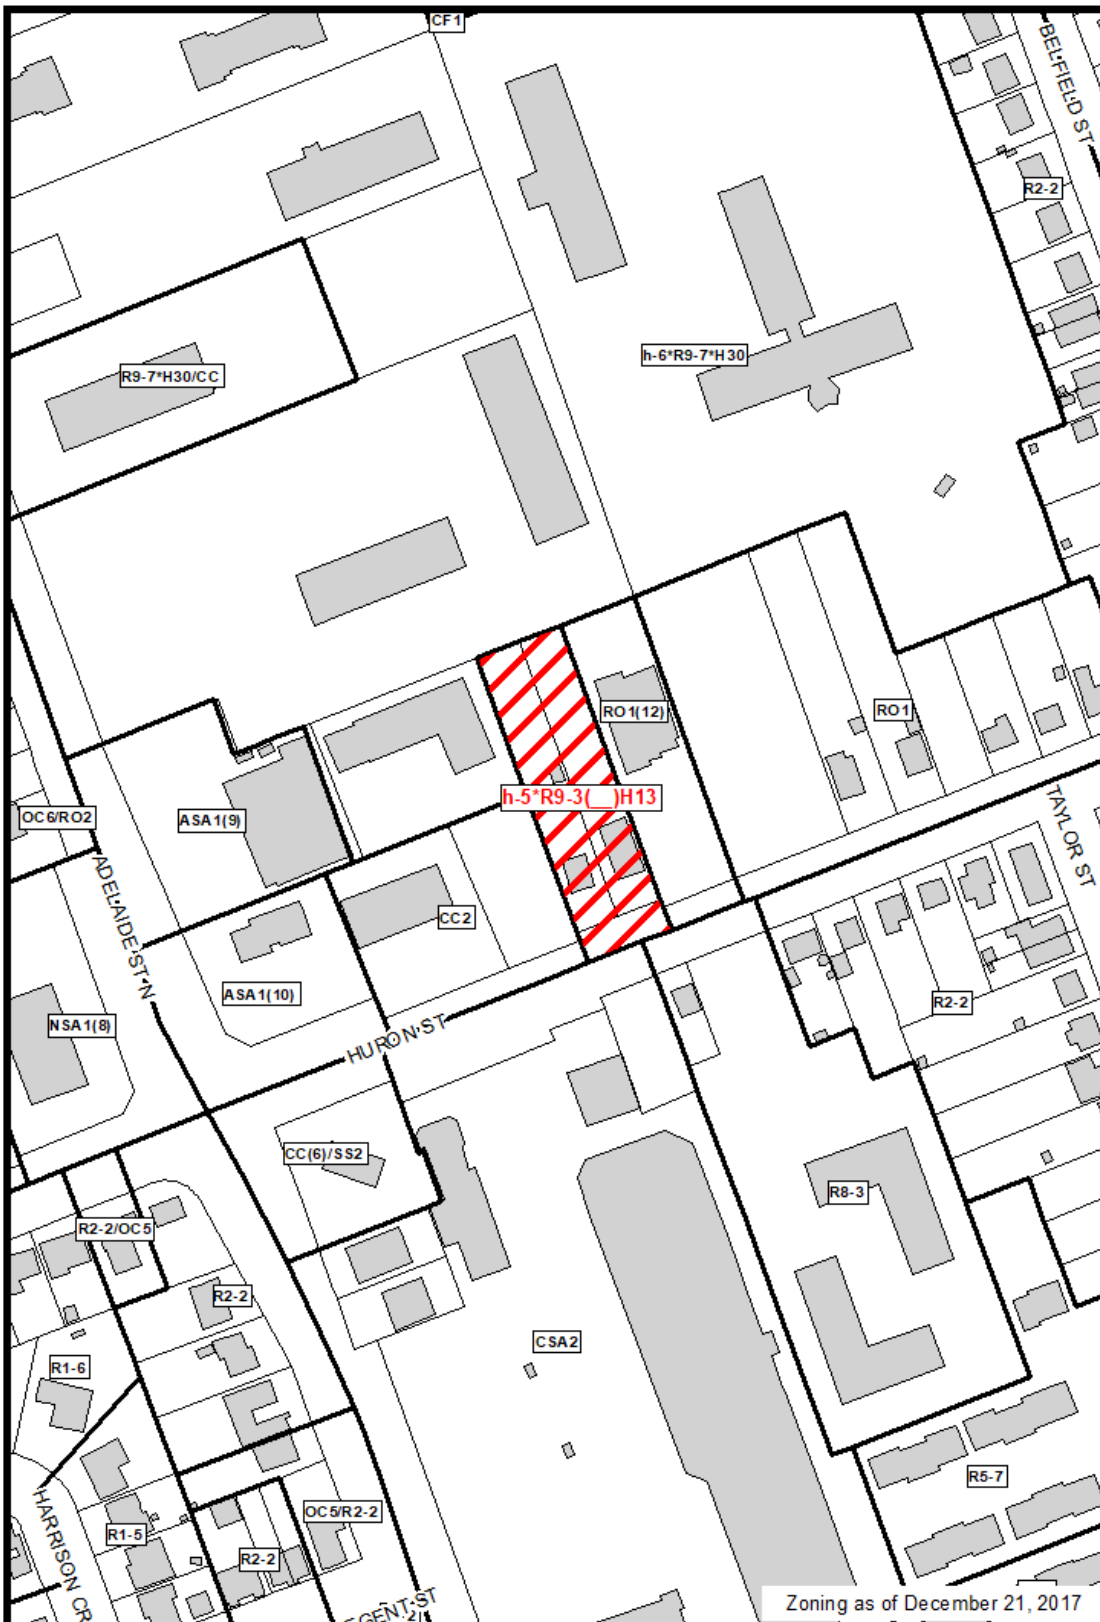 CF1
BELFIELD ST
R2-2
h-6*R9-7*H30
R9-7*H30/CC
RO1(12)
RO1
h-5*R9-3(__)H13
OC6/RO2
ASA1(9)
TAYLOR ST
ADELAIDE ST N
CC2
ASA1(10)
R2-2
NSA1(8)
HURON ST
CC(6)/SS2
R8-3
R2-2/OC5
R2-2
CSA2
R1-6
R5-7
OC5/R2-2
HARRISON CR
R1-5
R2-2
Zoning as of December 21, 2017